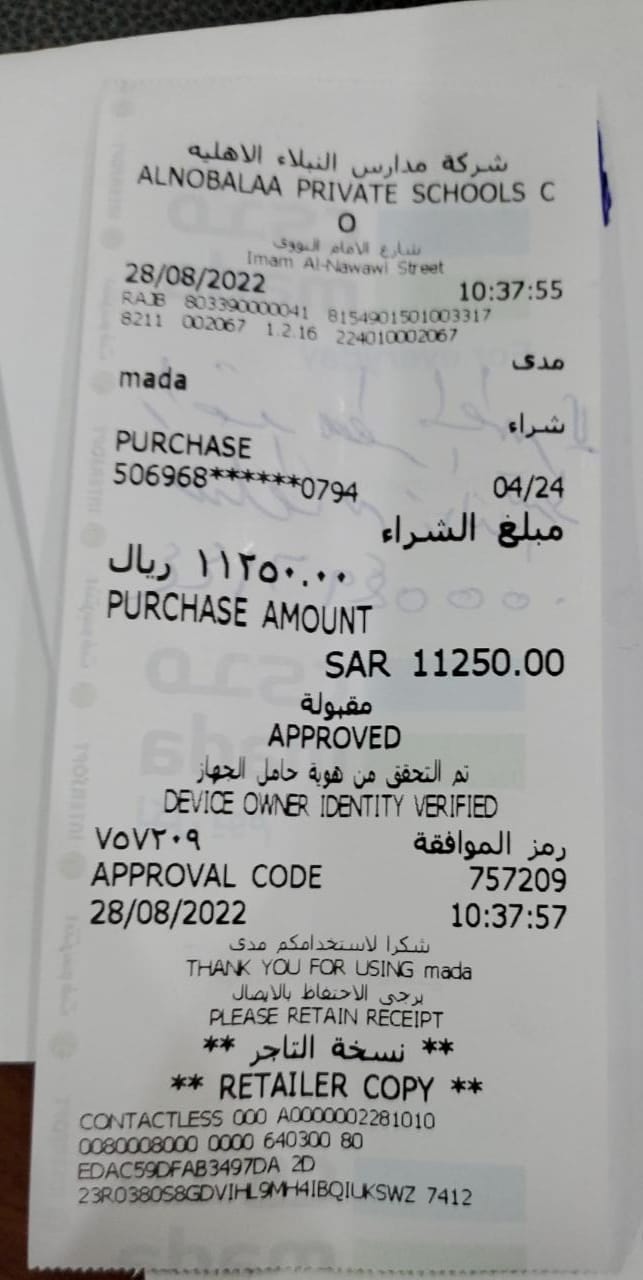 شركة مدارس النبلاء الاهليه
ALNOBALAA PRIVATE SCHOOLS C
O
شارع الامام النووى
Imam Al-Nawawi Street
28/08/2022 10:37:55
RAJB 803390000041 8154901501003317
8211 002067 1.2.16 224010002067
مدى
mada
شراء
PURCHASE
506968******0794 04/24
مبلغ الشراء
١١٢٥٠.٠٠ ريال
PURCHASE AMOUNT
SAR 11250.00
مقبولة
APPROVED
تم التحقق من هوية حامل الجهاز
DEVICE OWNER IDENTITY VERIFIED
رمز الموافقة ٧٥٧٢٠٩
APPROVAL CODE 757209
28/08/2022 10:37:57
شكرا لاستخدامكم مدى
THANK YOU FOR USING mada
يرجى الاحتفاظ بالايصال
PLEASE RETAIN RECEIPT
** نسخة التاجر **
** RETAILER COPY **
CONTACTLESS 000 A0000002281010
0080008000 0000 640300 80
EDAC59DFAB3497DA 2D
23R0380S8GDVIHL9MH4IBQIUKSWZ 7412